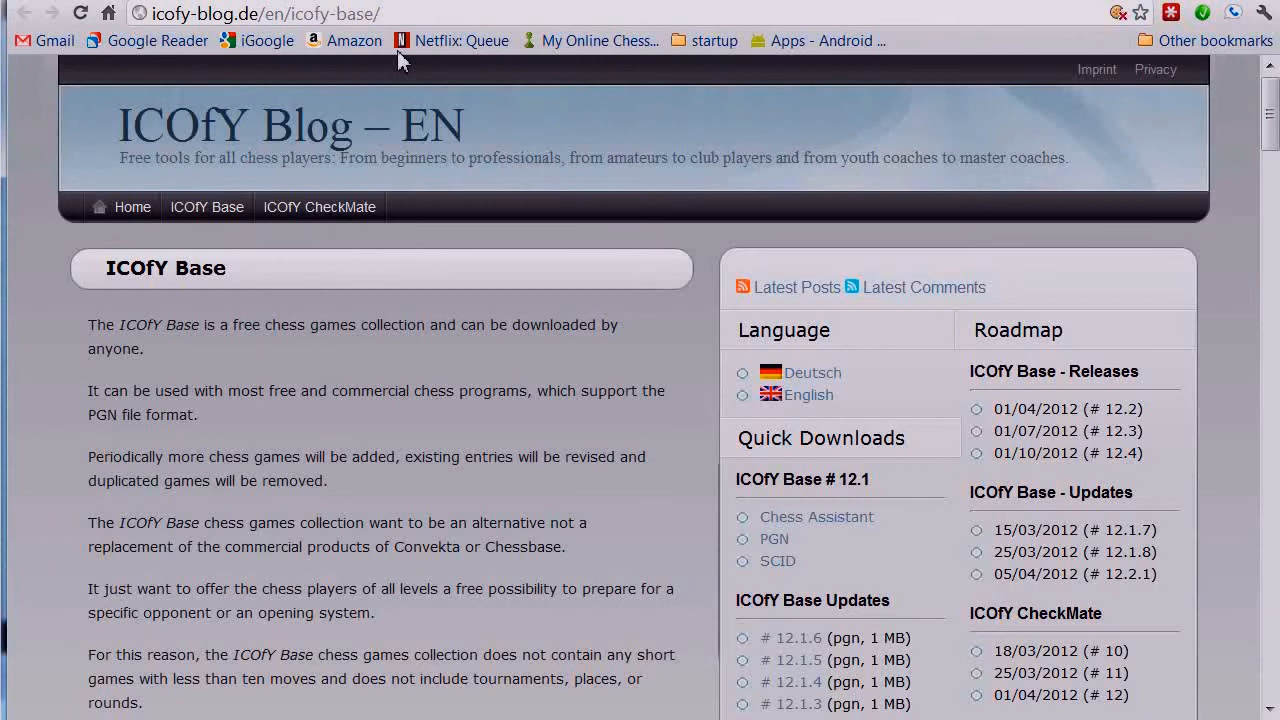 icofy-blog.de/en/icofy-base/
Gmail Google Reader iGoogle Amazon Netflix: Queue My Online Chess... startup Apps - Android ... Other bookmarks
Imprint Privacy
ICOfY Blog – EN
Free tools for all chess players: From beginners to professionals, from amateurs to club players and from youth coaches to master coaches.
Home ICOfY Base ICOfY CheckMate
ICOfY Base
The ICOfY Base is a free chess games collection and can be downloaded by
anyone.
It can be used with most free and commercial chess programs, which support the
PGN file format.
Periodically more chess games will be added, existing entries will be revised and
duplicated games will be removed.
The ICOfY Base chess games collection want to be an alternative not a
replacement of the commercial products of Convekta or Chessbase.
It just want to offer the chess players of all levels a free possibility to prepare for a
specific opponent or an opening system.
For this reason, the ICOfY Base chess games collection does not contain any short
games with less than ten moves and does not include tournaments, places, or
rounds.
Latest Posts Latest Comments
Language
Deutsch
English
Quick Downloads
ICOfY Base # 12.1
Chess Assistant
PGN
SCID
ICOfY Base Updates
# 12.1.6 (pgn, 1 MB)
# 12.1.5 (pgn, 1 MB)
# 12.1.4 (pgn, 1 MB)
# 12.1.3 (pgn, 1 MB)
Roadmap
ICOfY Base - Releases
01/04/2012 (# 12.2)
01/07/2012 (# 12.3)
01/10/2012 (# 12.4)
ICOfY Base - Updates
15/03/2012 (# 12.1.7)
25/03/2012 (# 12.1.8)
05/04/2012 (# 12.2.1)
ICOfY CheckMate
18/03/2012 (# 10)
25/03/2012 (# 11)
01/04/2012 (# 12)